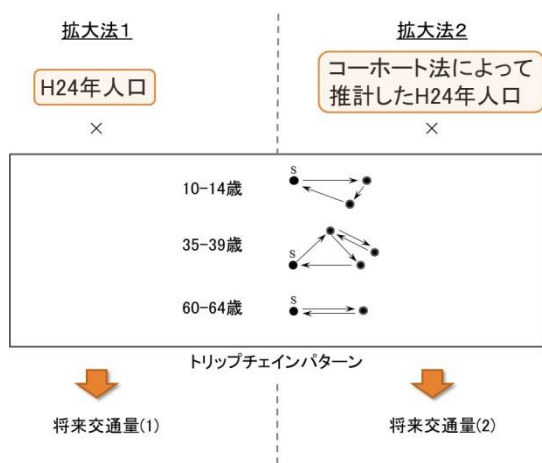 拡大法1
拡大法2
H24年人口
コーホート法によって
推計したH24年人口
×
×
10-14歳
S
35-39歳
S
60-64歳
S
トリップチェインパターン
将来交通量(1)
将来交通量(2)